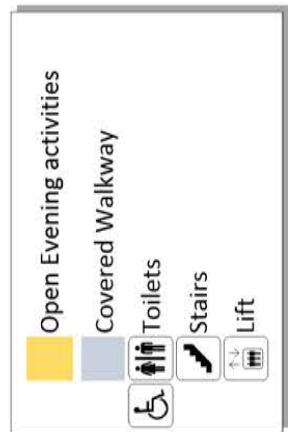 Open Evening activities
Covered Walkway
Toilets
Stairs
Lift